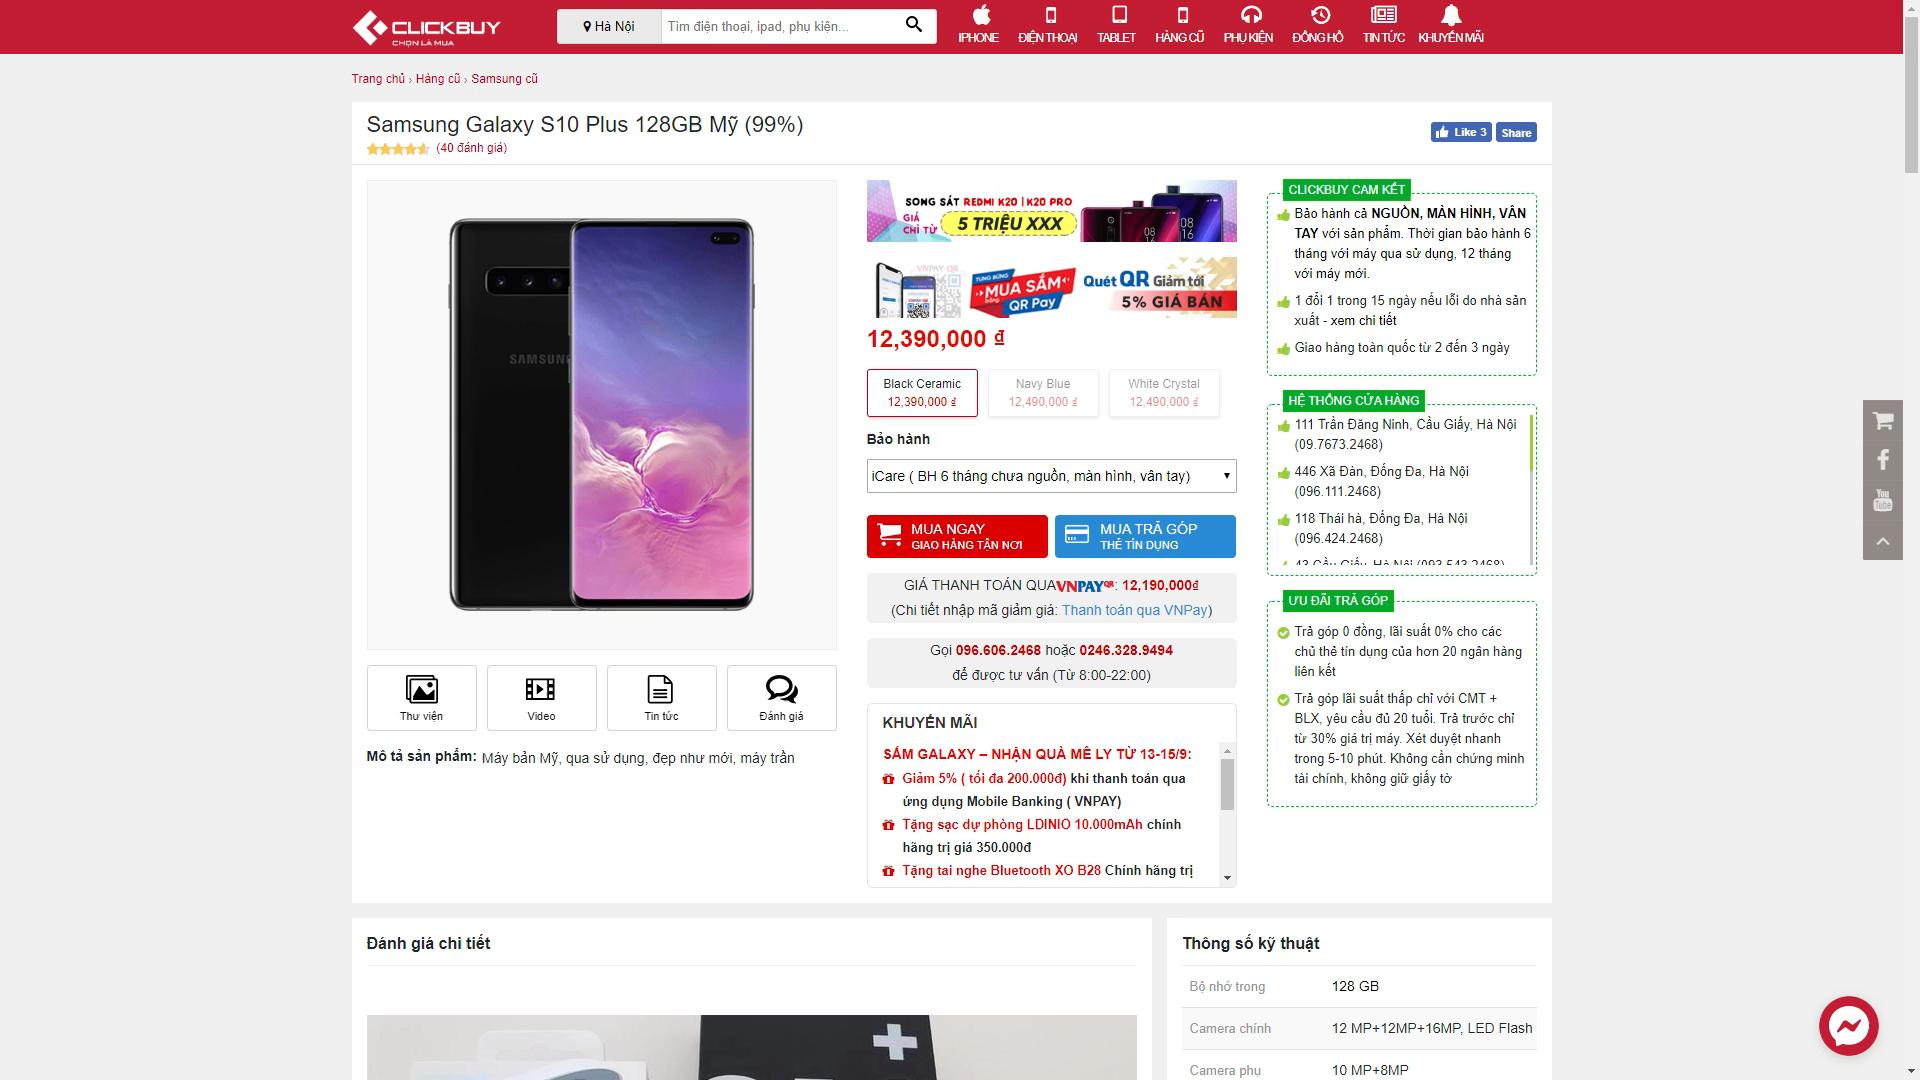 CLICKBUY
CHỌN LÀ MUA
Hà Nội
Tìm điện thoại, ipad, phụ kiện...
IPHONE
ĐIỆN THOẠI
TABLET
HÀNG CŨ
PHỤ KIỆN
ĐỒNG HỒ
TIN TỨC
KHUYẾN MÃI
Trang chủ › Hàng cũ › Samsung cũ
Samsung Galaxy S10 Plus 128GB Mỹ (99%)
(40 đánh giá)
Like 3
Share
SAMSUNG
Thư viện
Video
Tin tức
Đánh giá
Mô tả sản phẩm: Máy bản Mỹ, qua sử dụng, đẹp như mới, máy trần
SONG SÁT REDMI K20 | K20 PRO
GIÁ
CHỈ TỪ
5 TRIỆU XXX
08
16
08
16
VNPAY QR
TƯNG BỪNG
MUA SẮM
bằng QR Pay
Quét QR Giảm tới
5% GIÁ BÁN
12,390,000 ₫
Black Ceramic
12,390,000 ₫
Navy Blue
12,490,000 ₫
White Crystal
12,490,000 ₫
Bảo hành
iCare ( BH 6 tháng chưa nguồn, màn hình, vân tay)
MUA NGAY
GIAO HÀNG TẬN NƠI
MUA TRẢ GÓP
THẺ TÍN DỤNG
GIÁ THANH TOÁN QUA VNPAYQR: 12,190,000₫
(Chi tiết nhập mã giảm giá: Thanh toán qua VNPay)
Gọi 096.606.2468 hoặc 0246.328.9494
để được tư vấn (Từ 8:00-22:00)
KHUYẾN MÃI
SẮM GALAXY – NHẬN QUÀ MÊ LY TỪ 13-15/9:
Giảm 5% ( tối đa 200.000đ) khi thanh toán qua
ứng dụng Mobile Banking ( VNPAY)
Tặng sạc dự phòng LDINIO 10.000mAh chính
hãng trị giá 350.000đ
Tặng tai nghe Bluetooth XO B28 Chính hãng trị
CLICKBUY CAM KẾT
Bảo hành cả NGUỒN, MÀN HÌNH, VÂN
TAY với sản phẩm. Thời gian bảo hành 6
tháng với máy qua sử dụng, 12 tháng
với máy mới.
1 đổi 1 trong 15 ngày nếu lỗi do nhà sản
xuất - xem chi tiết
Giao hàng toàn quốc từ 2 đến 3 ngày
HỆ THỐNG CỬA HÀNG
111 Trần Đăng Ninh, Cầu Giấy, Hà Nội
(09.7673.2468)
446 Xã Đàn, Đống Đa, Hà Nội
(096.111.2468)
118 Thái hà, Đống Đa, Hà Nội
(096.424.2468)
43 Cầu Giấy, Hà Nội (093.543.2468)
ƯU ĐÃI TRẢ GÓP
Trả góp 0 đồng, lãi suất 0% cho các
chủ thẻ tín dụng của hơn 20 ngân hàng
liên kết
Trả góp lãi suất thấp chỉ với CMT +
BLX, yêu cầu đủ 20 tuổi. Trả trước chỉ
từ 30% giá trị máy. Xét duyệt nhanh
trong 5-10 phút. Không cần chứng minh
tài chính, không giữ giấy tờ
You
Tube
Đánh giá chi tiết
Thông số kỹ thuật
Bộ nhớ trong 128 GB
Camera chính 12 MP+12MP+16MP, LED Flash
Camera phụ 10 MP+8MP